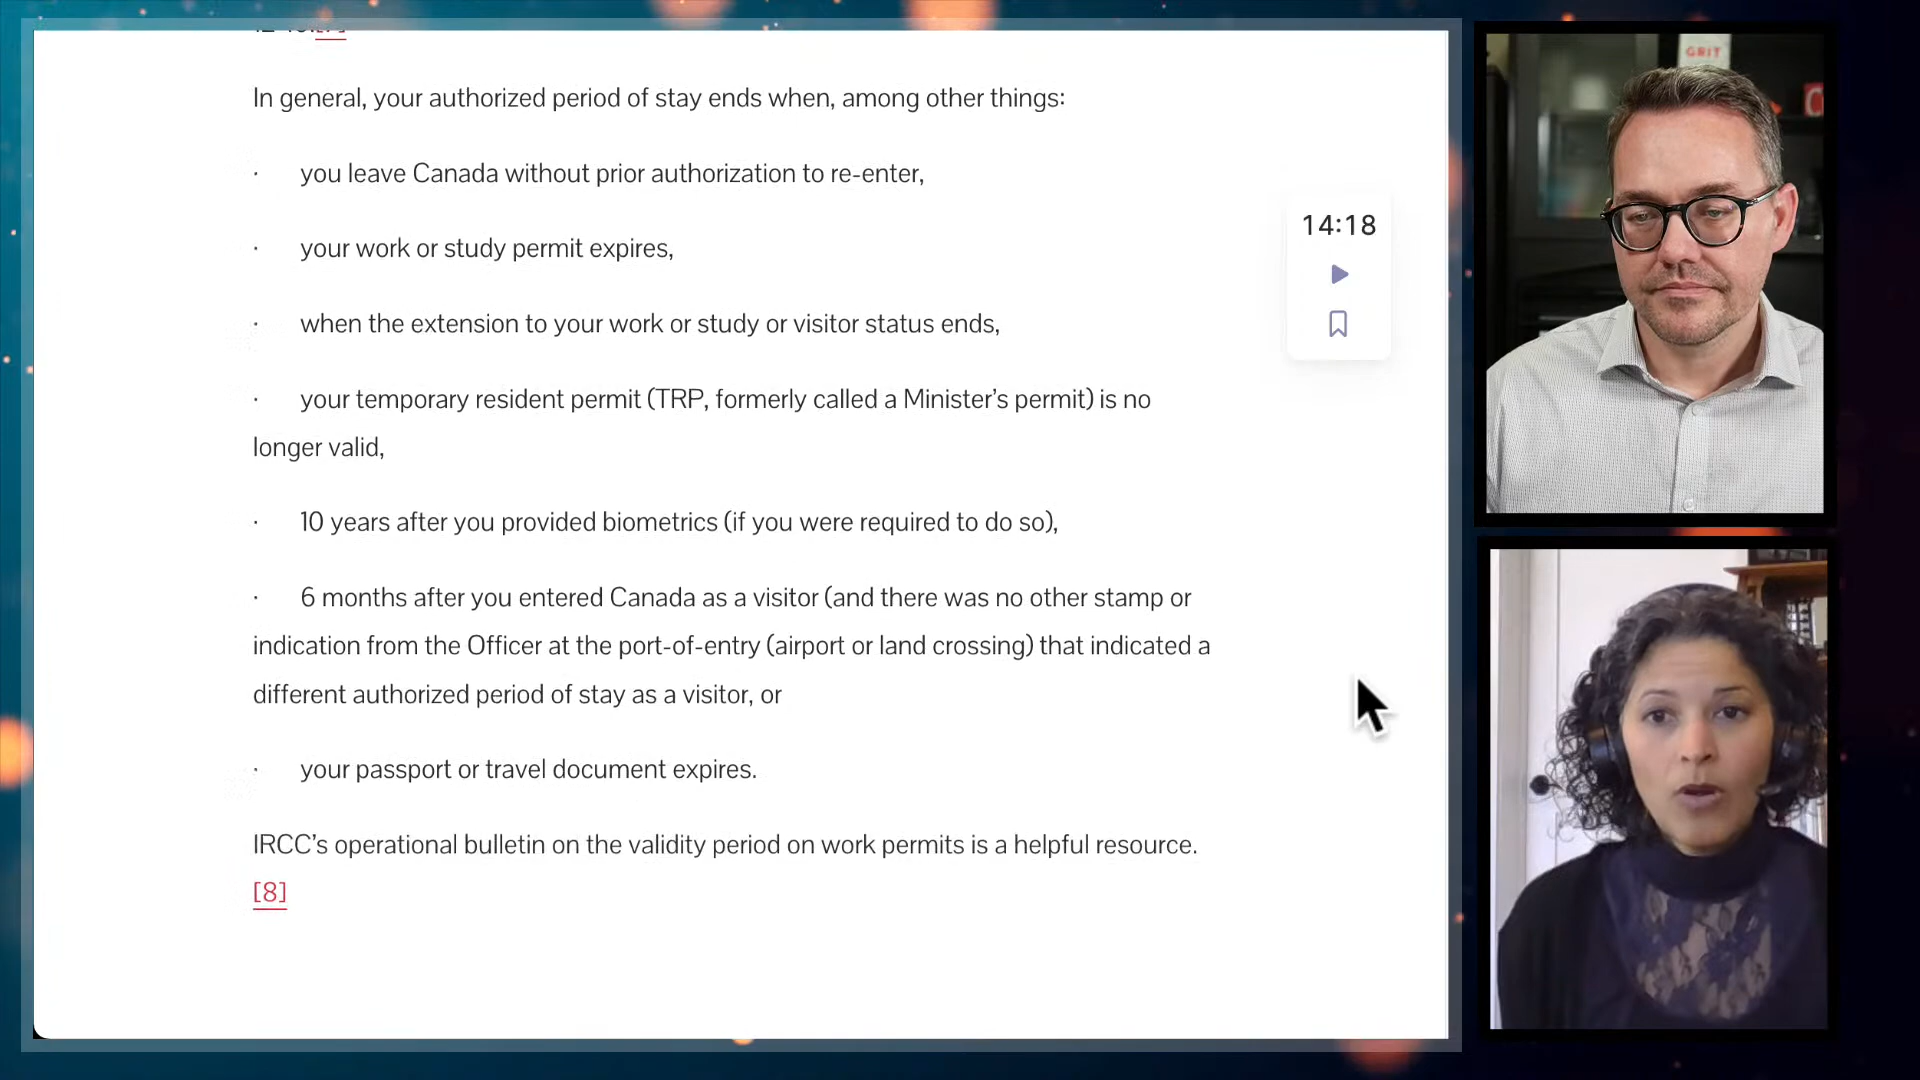 In general, your authorized period of stay ends when, among other things:
· you leave Canada without prior authorization to re-enter,
· your work or study permit expires,
· when the extension to your work or study or visitor status ends,
· your temporary resident permit (TRP, formerly called a Minister’s permit) is no
longer valid,
· 10 years after you provided biometrics (if you were required to do so),
· 6 months after you entered Canada as a visitor (and there was no other stamp or
indication from the Officer at the port-of-entry (airport or land crossing) that indicated a
different authorized period of stay as a visitor, or
· your passport or travel document expires.
IRCC’s operational bulletin on the validity period on work permits is a helpful resource.
[8]
14:18
GRIT